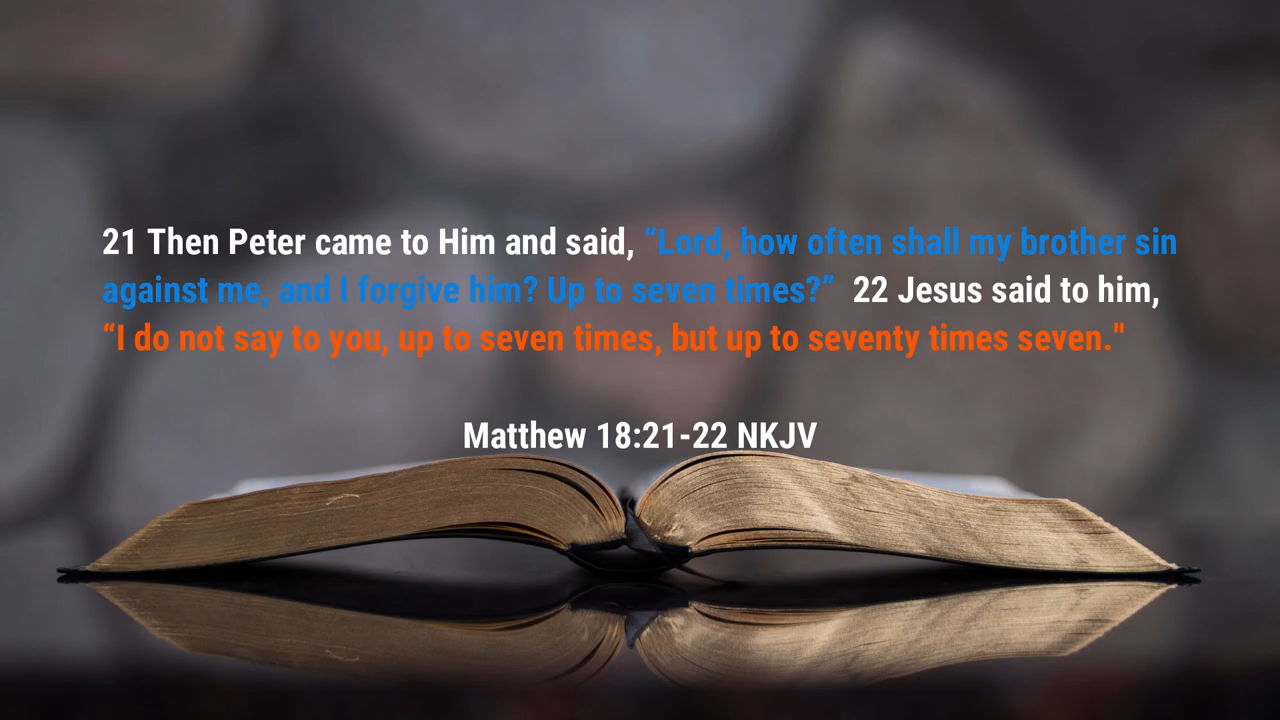 21 Then Peter came to Him and said, “Lord, how often shall my brother sin
against me, and I forgive him? Up to seven times?”  22 Jesus said to him,
“I do not say to you, up to seven times, but up to seventy times seven."
Matthew 18:21-22 NKJV